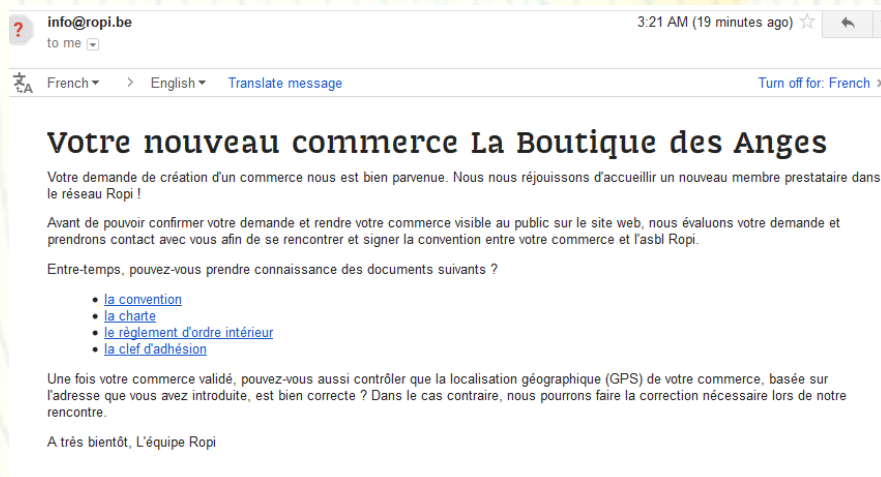 info@ropi.be
3:21 AM (19 minutes ago)
to me
French
>
English
Translate message
Turn off for: French
Votre nouveau commerce La Boutique des Anges
Votre demande de création d'un commerce nous est bien parvenue. Nous nous réjouissons d'accueillir un nouveau membre prestataire dans
le réseau Ropi !
Avant de pouvoir confirmer votre demande et rendre votre commerce visible au public sur le site web, nous évaluons votre demande et
prendrons contact avec vous afin de se rencontrer et signer la convention entre votre commerce et l'asbl Ropi.
Entre-temps, pouvez-vous prendre connaissance des documents suivants ?
• la convention
• la charte
• le règlement d'ordre intérieur
• la clef d'adhésion
Une fois votre commerce validé, pouvez-vous aussi contrôler que la localisation géographique (GPS) de votre commerce, basée sur
l'adresse que vous avez introduite, est bien correcte ? Dans le cas contraire, nous pourrons faire la correction nécessaire lors de notre
rencontre.
A très bientôt, L'équipe Ropi